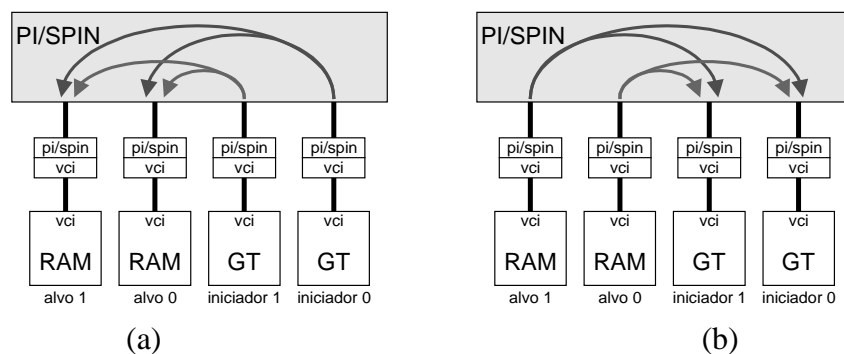 PI/SPIN
pi/spin pi/spin pi/spin pi/spin
vci vci vci vci
vci vci vci vci
RAM RAM GT GT
alvo 1 alvo 0 iniciador 1 iniciador 0
(a)
PI/SPIN
pi/spin pi/spin pi/spin pi/spin
vci vci vci vci
vci vci vci vci
RAM RAM GT GT
alvo 1 alvo 0 iniciador 1 iniciador 0
(b)